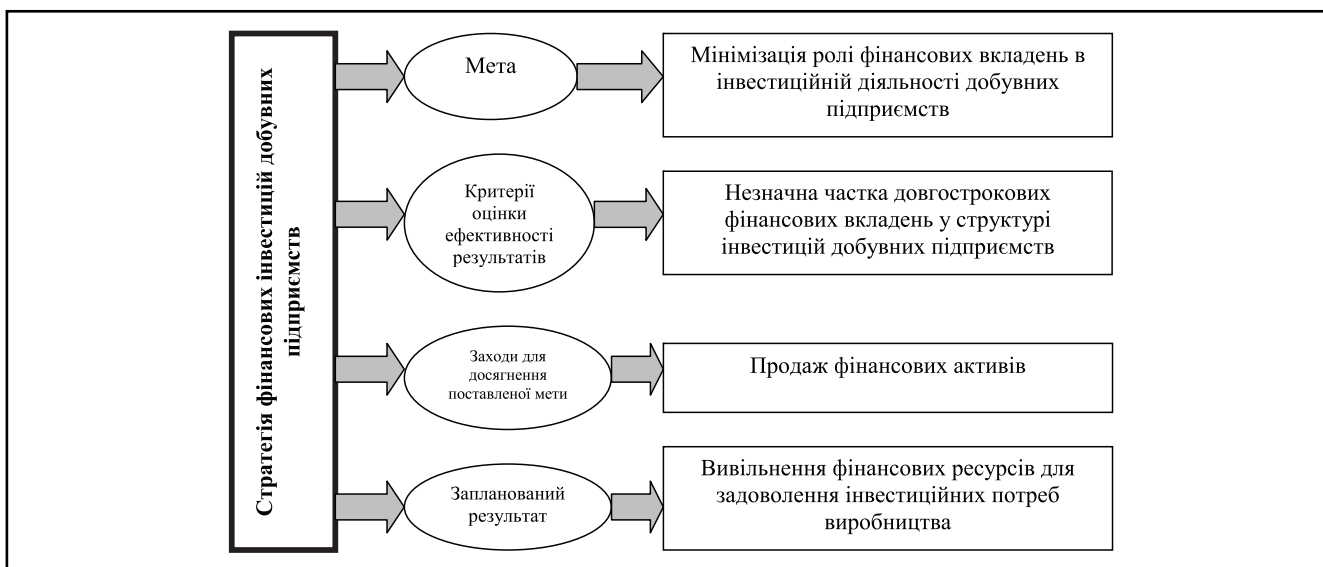 Стратегія фінансових інвестицій добувних
підприємств
Мета
Мінімізація ролі фінансових вкладень в
інвестиційній діяльності добувних
підприємств
Критерії
оцінки
ефективності
результатів
Незначна частка довгострокових
фінансових вкладень у структурі
інвестицій добувних підприємств
Заходи для
досягнення
поставленої мети
Продаж фінансових активів
Запланований
результат
Вивільнення фінансових ресурсів для
задоволення інвестиційних потреб
виробництва